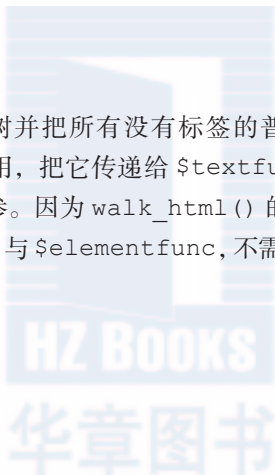 树并把所有没有标签的普
用，把它传递给 $textfu
参。因为 walk_html() 的
与 $elementfunc，不需
HZ BOOKS
华章图书